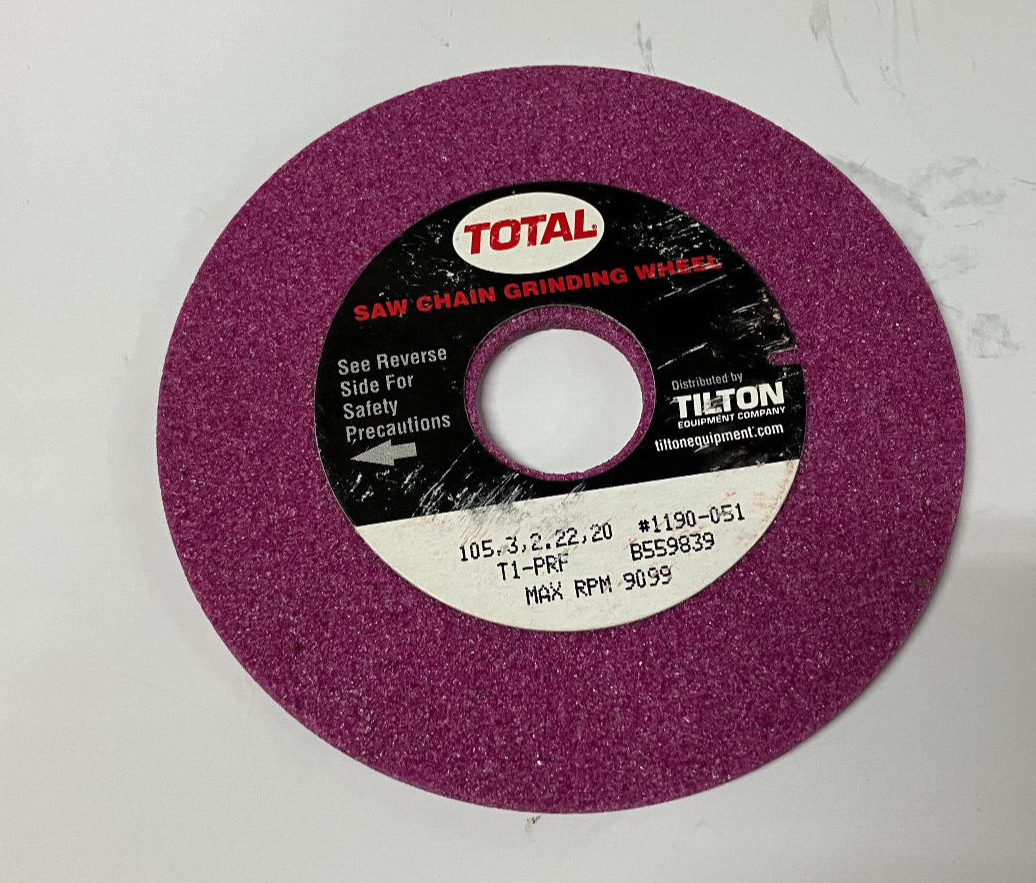 TOTAL
SAW CHAIN GRINDING WHEEL
See Reverse
Side For
Safety
Precautions
Distributed by
TILTON
EQUIPMENT COMPANY
tiltonequipment.com
105,3,2.22,20 #1190-051
T1-PRF B559839
MAX RPM 9099